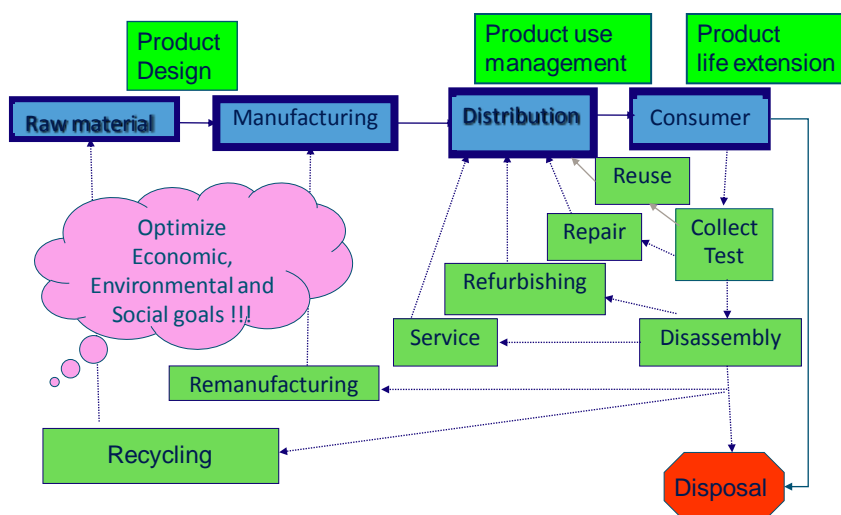 Product
Design
Product use
management
Product
life extension
Raw material
Manufacturing
Distribution
Consumer
Reuse
Repair
Collect
Test
Optimize
Economic,
Environmental and
Social goals !!!
Refurbishing
Service
Disassembly
Remanufacturing
Recycling
Disposal